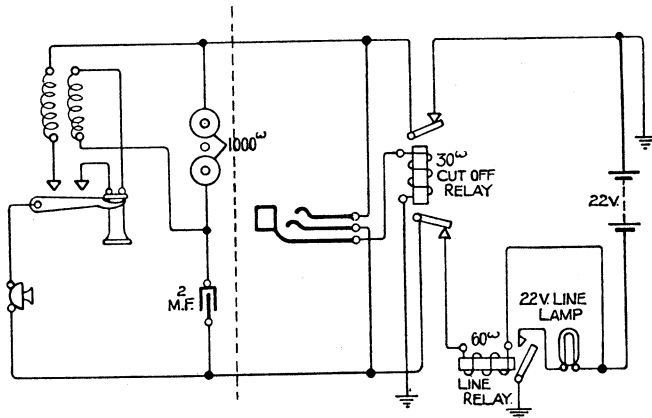 1000ω
30ω
CUT OFF
RELAY
22V.
2
M.F.
22V. LINE
LAMP
60ω
LINE
RELAY.